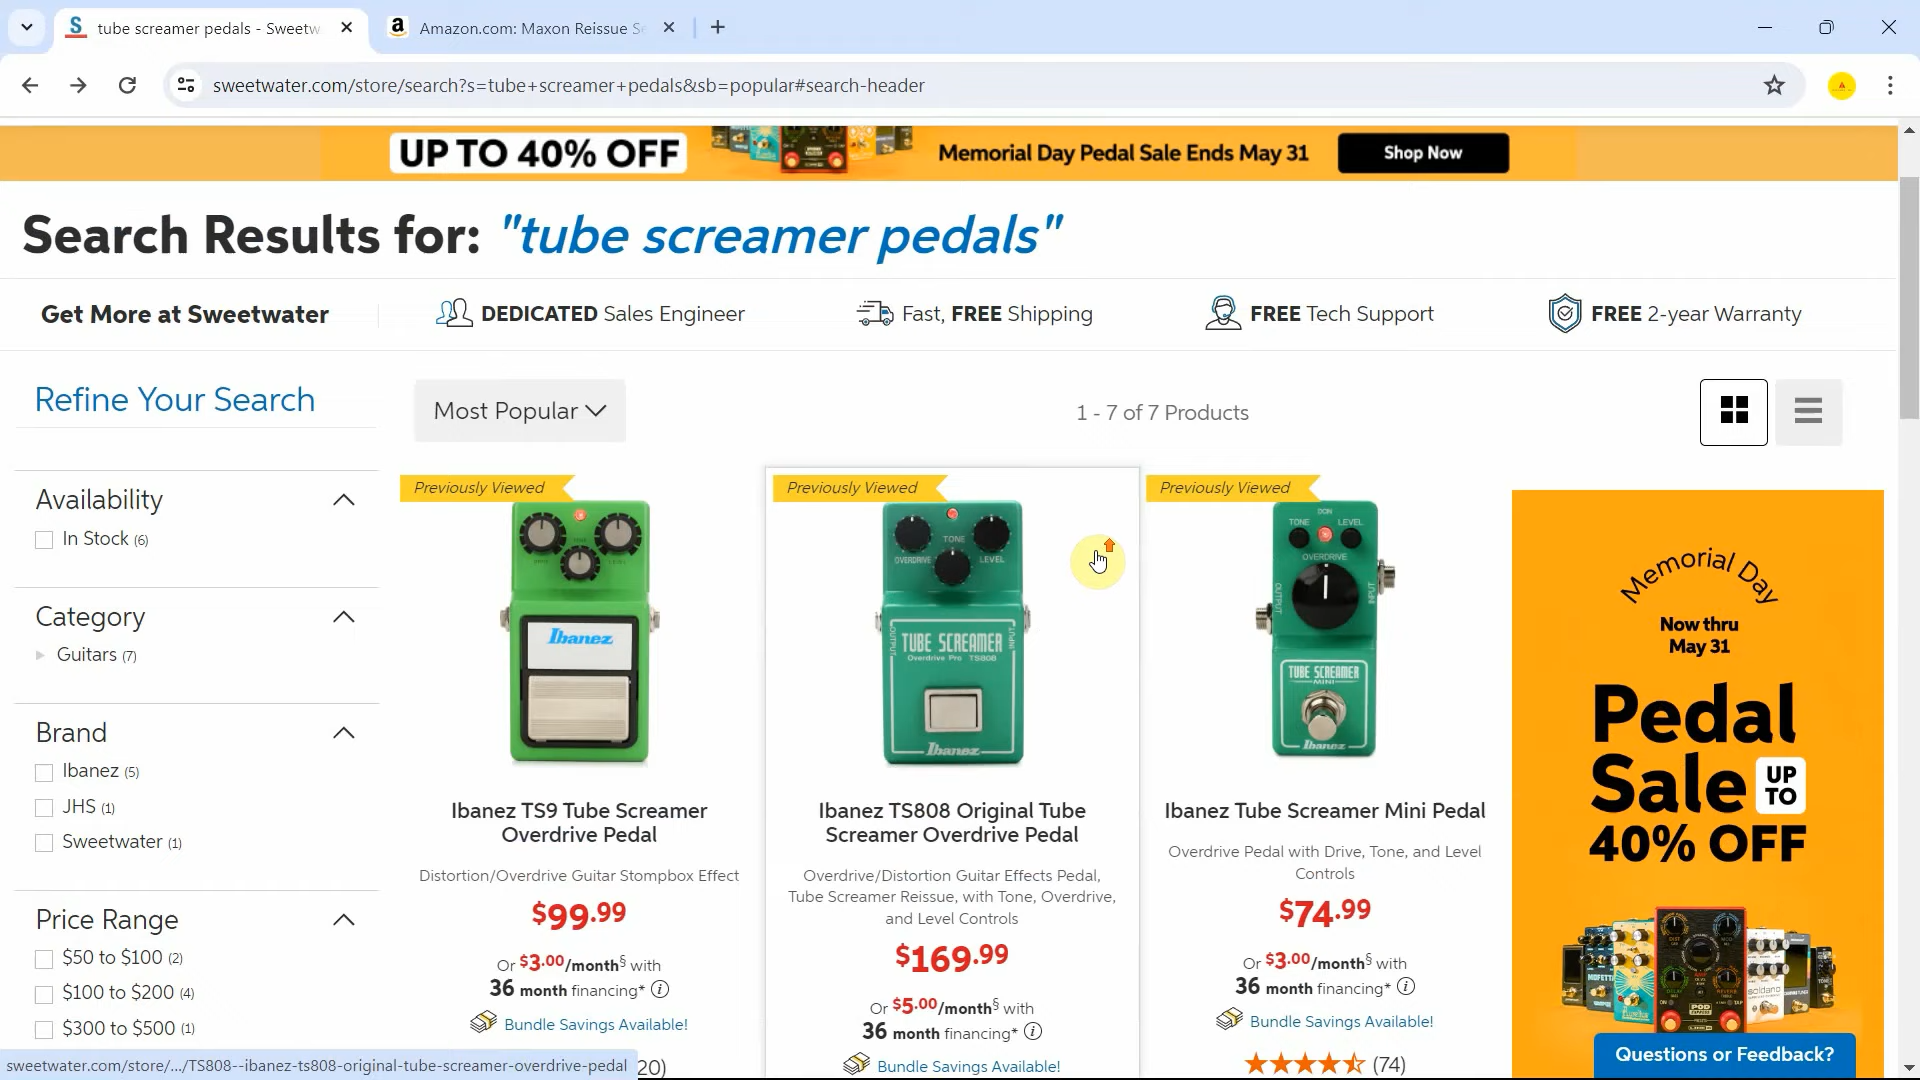 tube screamer pedals - Sweetw
Amazon.com: Maxon Reissue Se
sweetwater.com/store/search?s=tube+screamer+pedals&sb=popular#search-header
UP TO 40% OFF
Memorial Day Pedal Sale Ends May 31
Shop Now
Search Results for: "tube screamer pedals"
Get More at Sweetwater
DEDICATED Sales Engineer
Fast, FREE Shipping
FREE Tech Support
FREE 2-year Warranty
Refine Your Search
Most Popular
1 - 7 of 7 Products
Availability
In Stock (6)
Category
Guitars (7)
Brand
Ibanez (5)
JHS (1)
Sweetwater (1)
Price Range
$50 to $100 (2)
$100 to $200 (4)
$300 to $500 (1)
Previously Viewed
Ibanez
Ibanez TS9 Tube Screamer
Overdrive Pedal
Distortion/Overdrive Guitar Stompbox Effect
$99.99
Or $3.00/month§ with
36 month financing*
Bundle Savings Available!
20)
Previously Viewed
TONE
OVERDRIVE
LEVEL
OUTPUT
INPUT
TUBE SCREAMER
Overdrive Pro TS808
Ibanez
Ibanez TS808 Original Tube
Screamer Overdrive Pedal
Overdrive/Distortion Guitar Effects Pedal,
Tube Screamer Reissue, with Tone, Overdrive,
and Level Controls
$169.99
Or $5.00/month§ with
36 month financing*
Bundle Savings Available!
Previously Viewed
TONE
LEVEL
OVERDRIVE
OUTPUT
INPUT
TUBE SCREAMER
MINI
Ibanez
Ibanez Tube Screamer Mini Pedal
Overdrive Pedal with Drive, Tone, and Level
Controls
$74.99
Or $3.00/month§ with
36 month financing*
Bundle Savings Available!
(74)
Memorial Day
Now thru
May 31
Pedal
Sale UP TO
40% OFF
Questions or Feedback?
sweetwater.com/store/.../TS808--ibanez-ts808-original-tube-screamer-overdrive-pedal